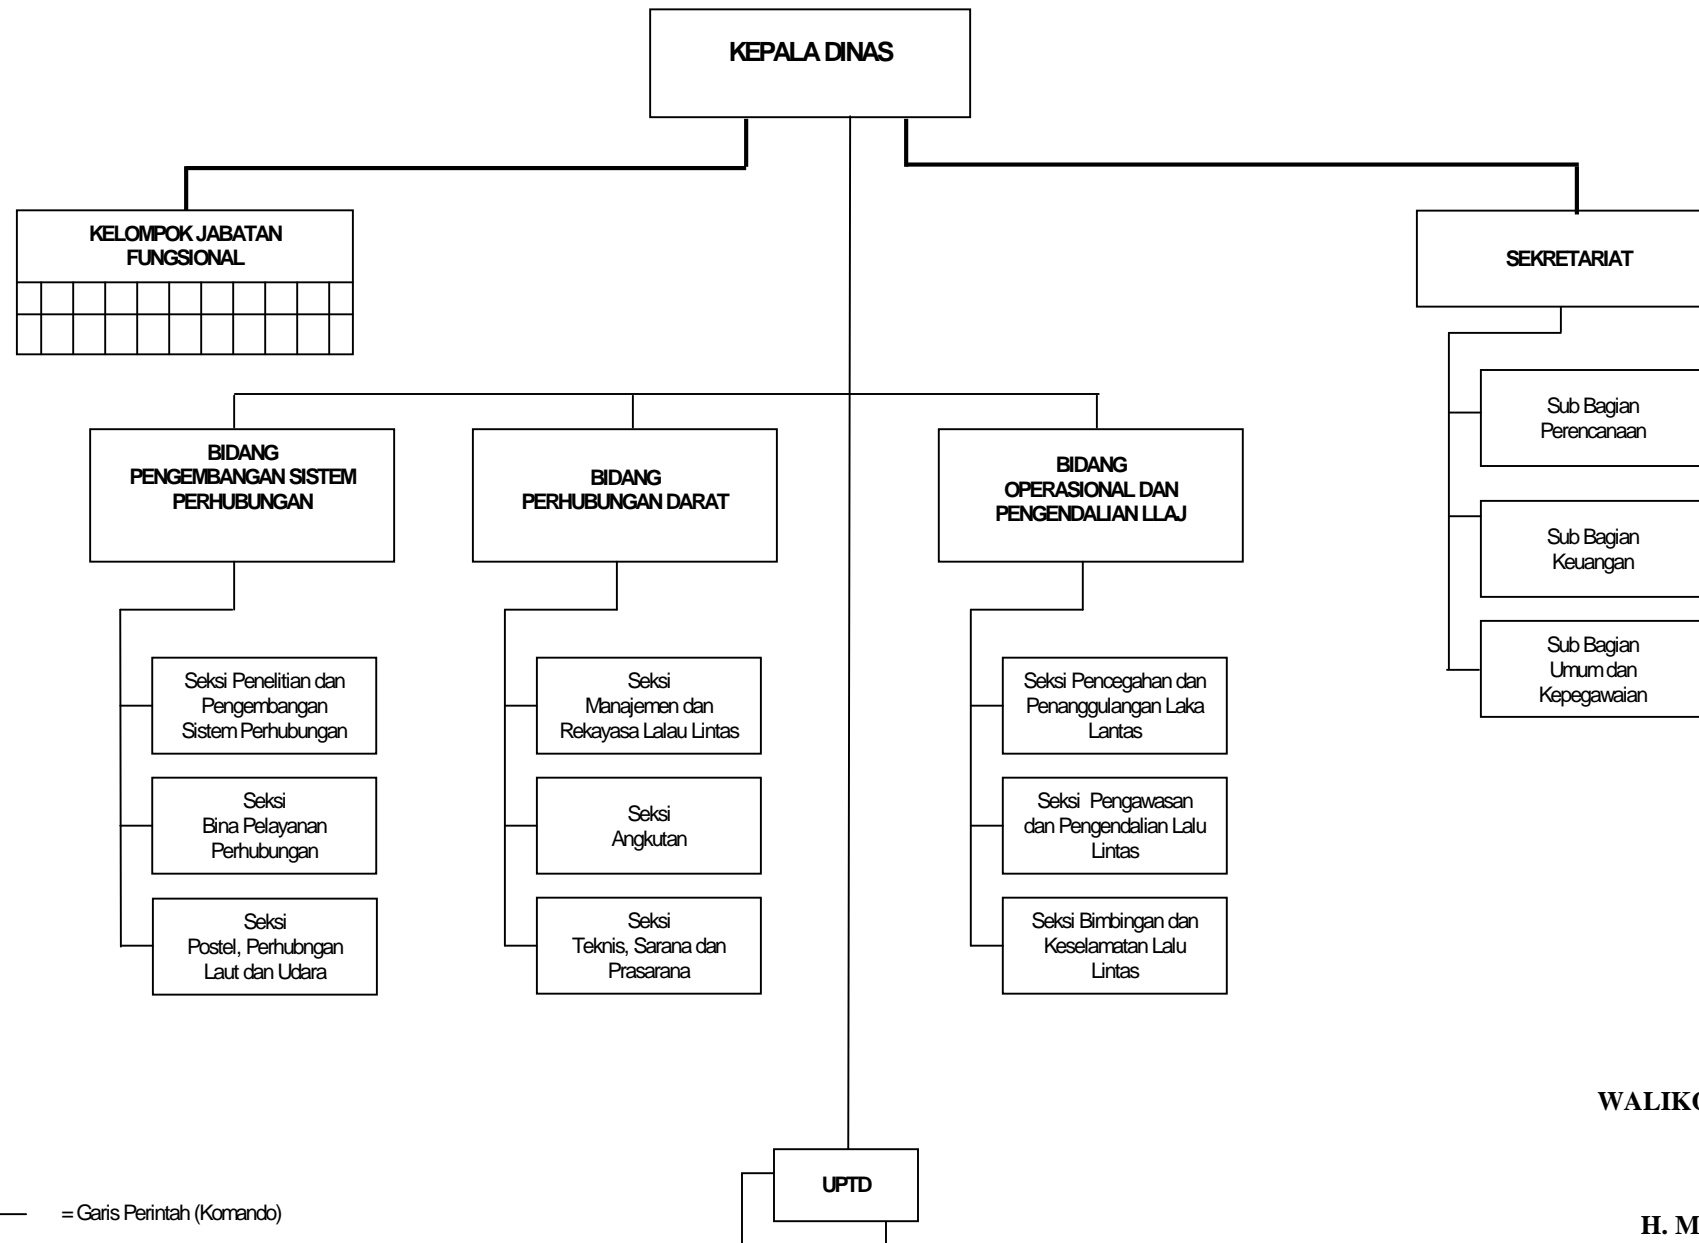 KEPALA DINAS
KELOMPOK JABATAN
FUNGSIONAL
SEKRETARIAT
Sub Bagian
Perencanaan
Sub Bagian
Keuangan
Sub Bagian
Umum dan
Kepegawaian
BIDANG
PENGEMBANGAN SISTEM
PERHUBUNGAN
BIDANG
PERHUBUNGAN DARAT
BIDANG
OPERASIONAL DAN
PENGENDALIAN LLAJ
Seksi Penelitian dan
Pengembangan
Sistem Perhubungan
Seksi
Bina Pelayanan
Perhubungan
Seksi
Postel, Perhubngan
Laut dan Udara
Seksi
Manajemen dan
Rekayasa Lalau Lintas
Seksi
Angkutan
Seksi
Teknis, Sarana dan
Prasarana
Seksi Pencegahan dan
Penanggulangan Laka
Lantas
Seksi Pengawasan
dan Pengendalian Lalu
Lintas
Seksi Bimbingan dan
Keselamatan Lalu
Lintas
UPTD
= Garis Perintah (Komando)
H.